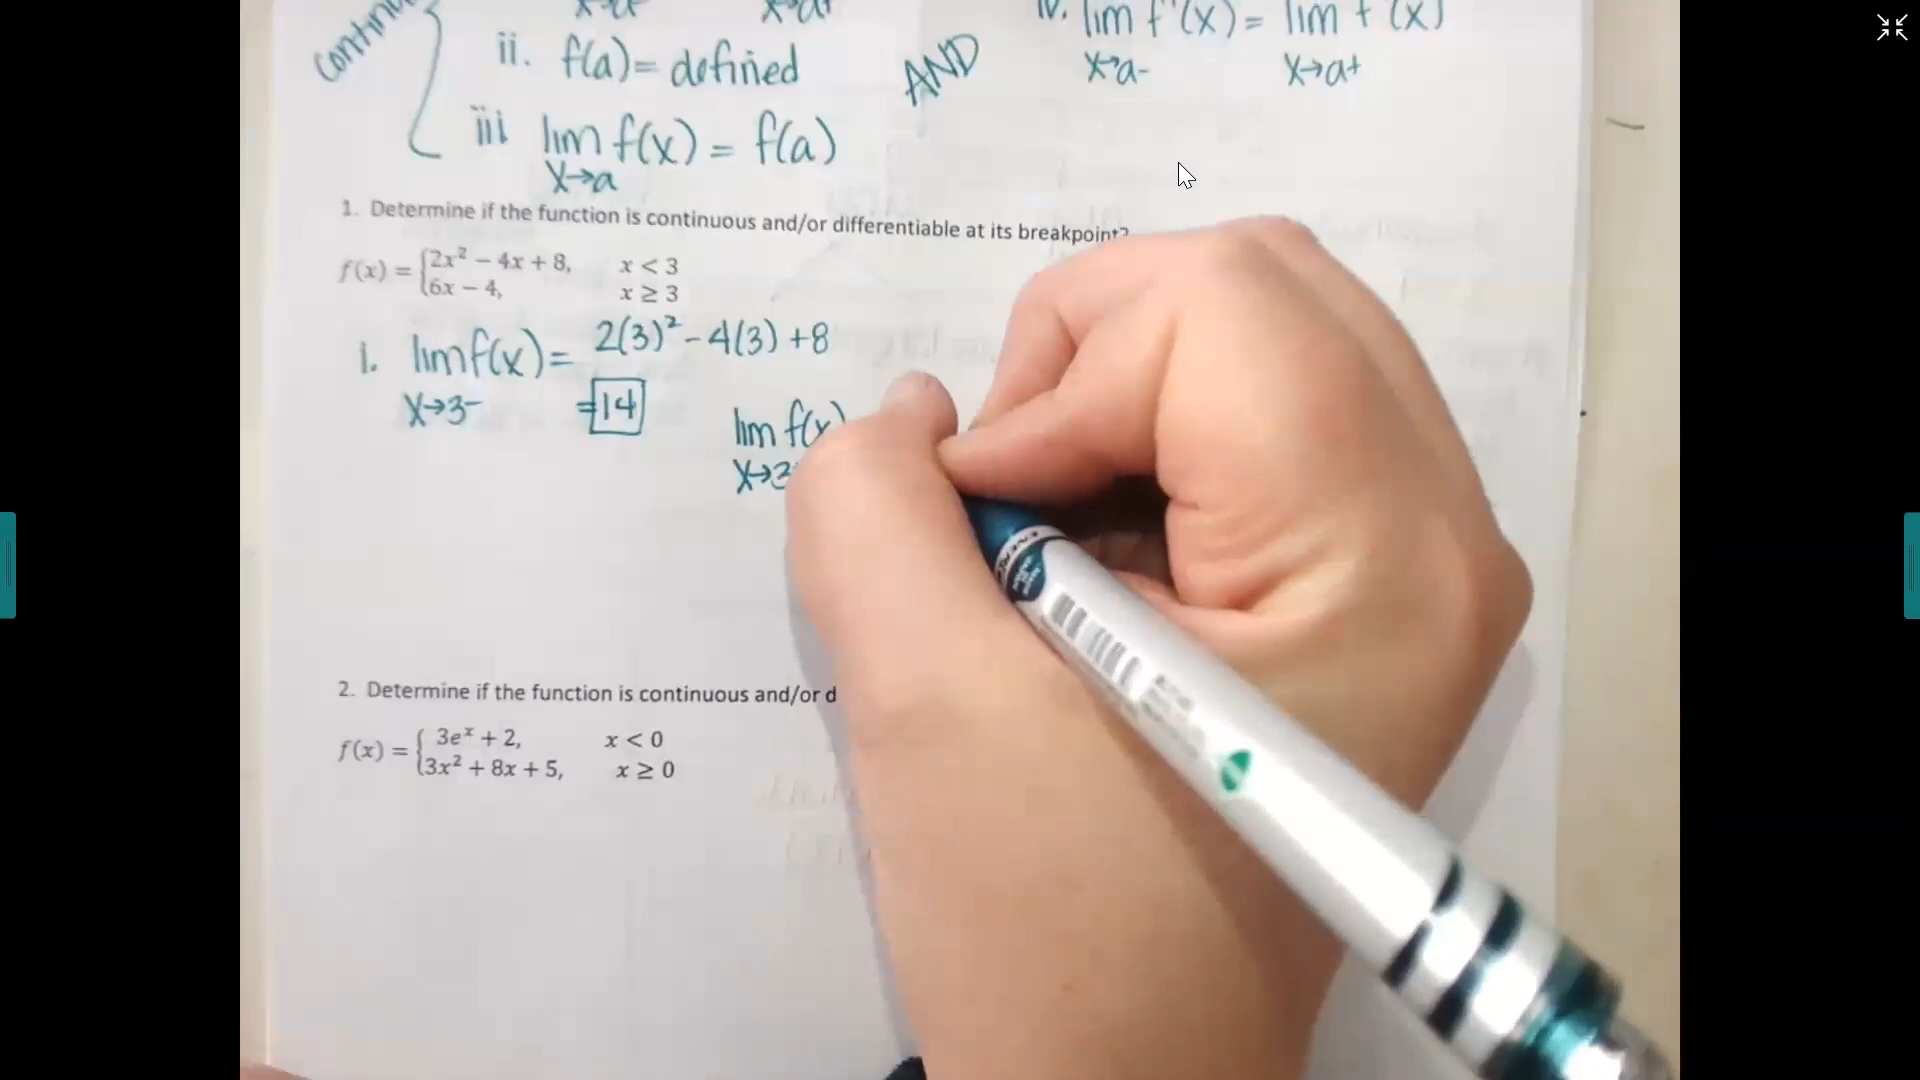 continu
ii. f(a) = defined
AND
iv. lim f'(x) = lim f'(x)
x→a- x→a+
iii lim f(x) = f(a)
x→a
1. Determine if the function is continuous and/or differentiable at its breakpoint?
f(x) = {2x² − 4x + 8, x < 3
6x − 4, x ≥ 3
i. lim f(x) = 2(3)² - 4(3) + 8
x→3- = 14
lim f(x)
x→3
2. Determine if the function is continuous and/or d
f(x) = {3eˣ + 2, x < 0
3x² + 8x + 5, x ≥ 0